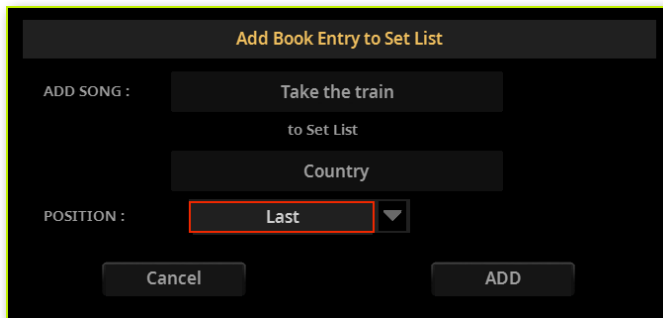 Add Book Entry to Set List
ADD SONG : Take the train
to Set List
Country
POSITION : Last
Cancel ADD